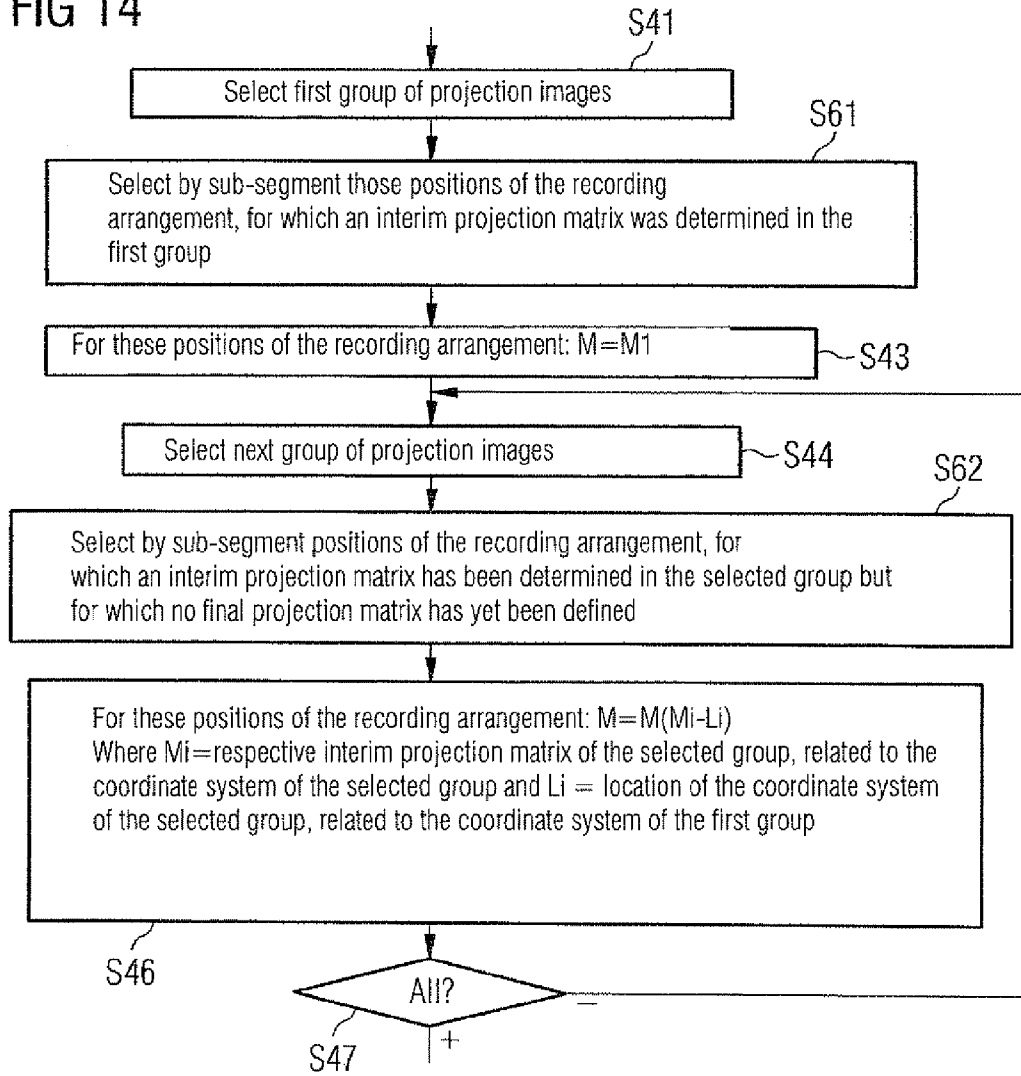 FIG 14
S41
Select first group of projection images
S61
Select by sub-segment those positions of the recording
arrangement, for which an interim projection matrix was determined in the
first group
For these positions of the recording arrangement: M=M1
S43
Select next group of projection images
S44
S62
Select by sub-segment positions of the recording arrangement, for
which an interim projection matrix has been determined in the selected group but
for which no final projection matrix has yet been defined
For these positions of the recording arrangement: M=M(Mi-Li)
Where Mi=respective interim projection matrix of the selected group, related to the
coordinate system of the selected group and Li = location of the coordinate system
of the selected group, related to the coordinate system of the first group
S46
All?
−
+
S47